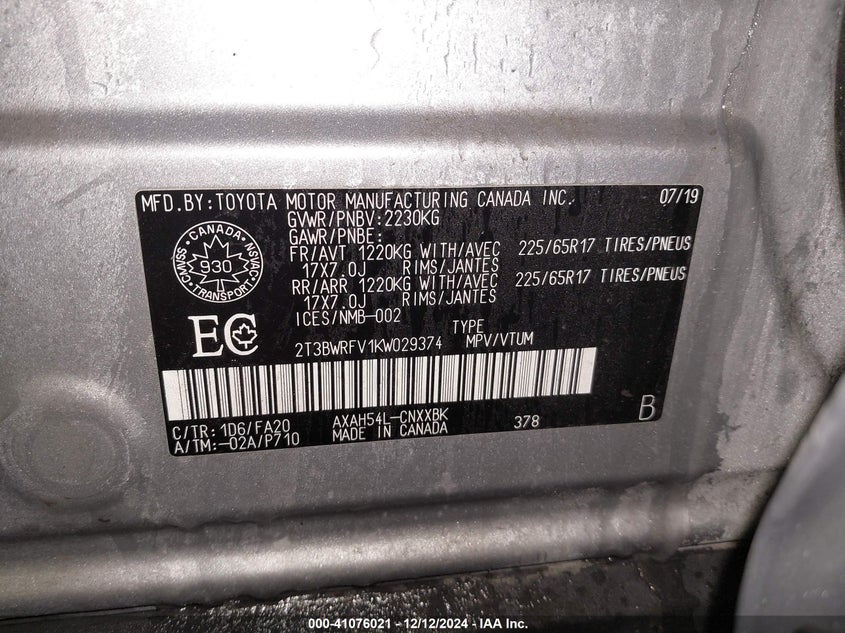 MFD.BY:TOYOTA MOTOR MANUFACTURING CANADA INC. 07/19
GVWR/PNBV:2230KG
GAWR/PNBE:
FR/AVT 1220KG WITH/AVEC 225/65R17 TIRES/PNEUS
17X7.0J RIMS/JANTES
RR/ARR 1220KG WITH/AVEC 225/65R17 TIRES/PNEUS
17X7.0J RIMS/JANTES
ICES/NMB-002
CANADA
CMVSS 930 NSVAC
TRANSPORT
EC
TYPE
2T3BWRFV1KW029374 MPV/VTUM
C/TR: 1D6/FA20 AXAH54L-CNXXBK 378 B
A/TM:-02A/P710 MADE IN CANADA
000-41076021 - 12/12/2024 - IAA Inc.